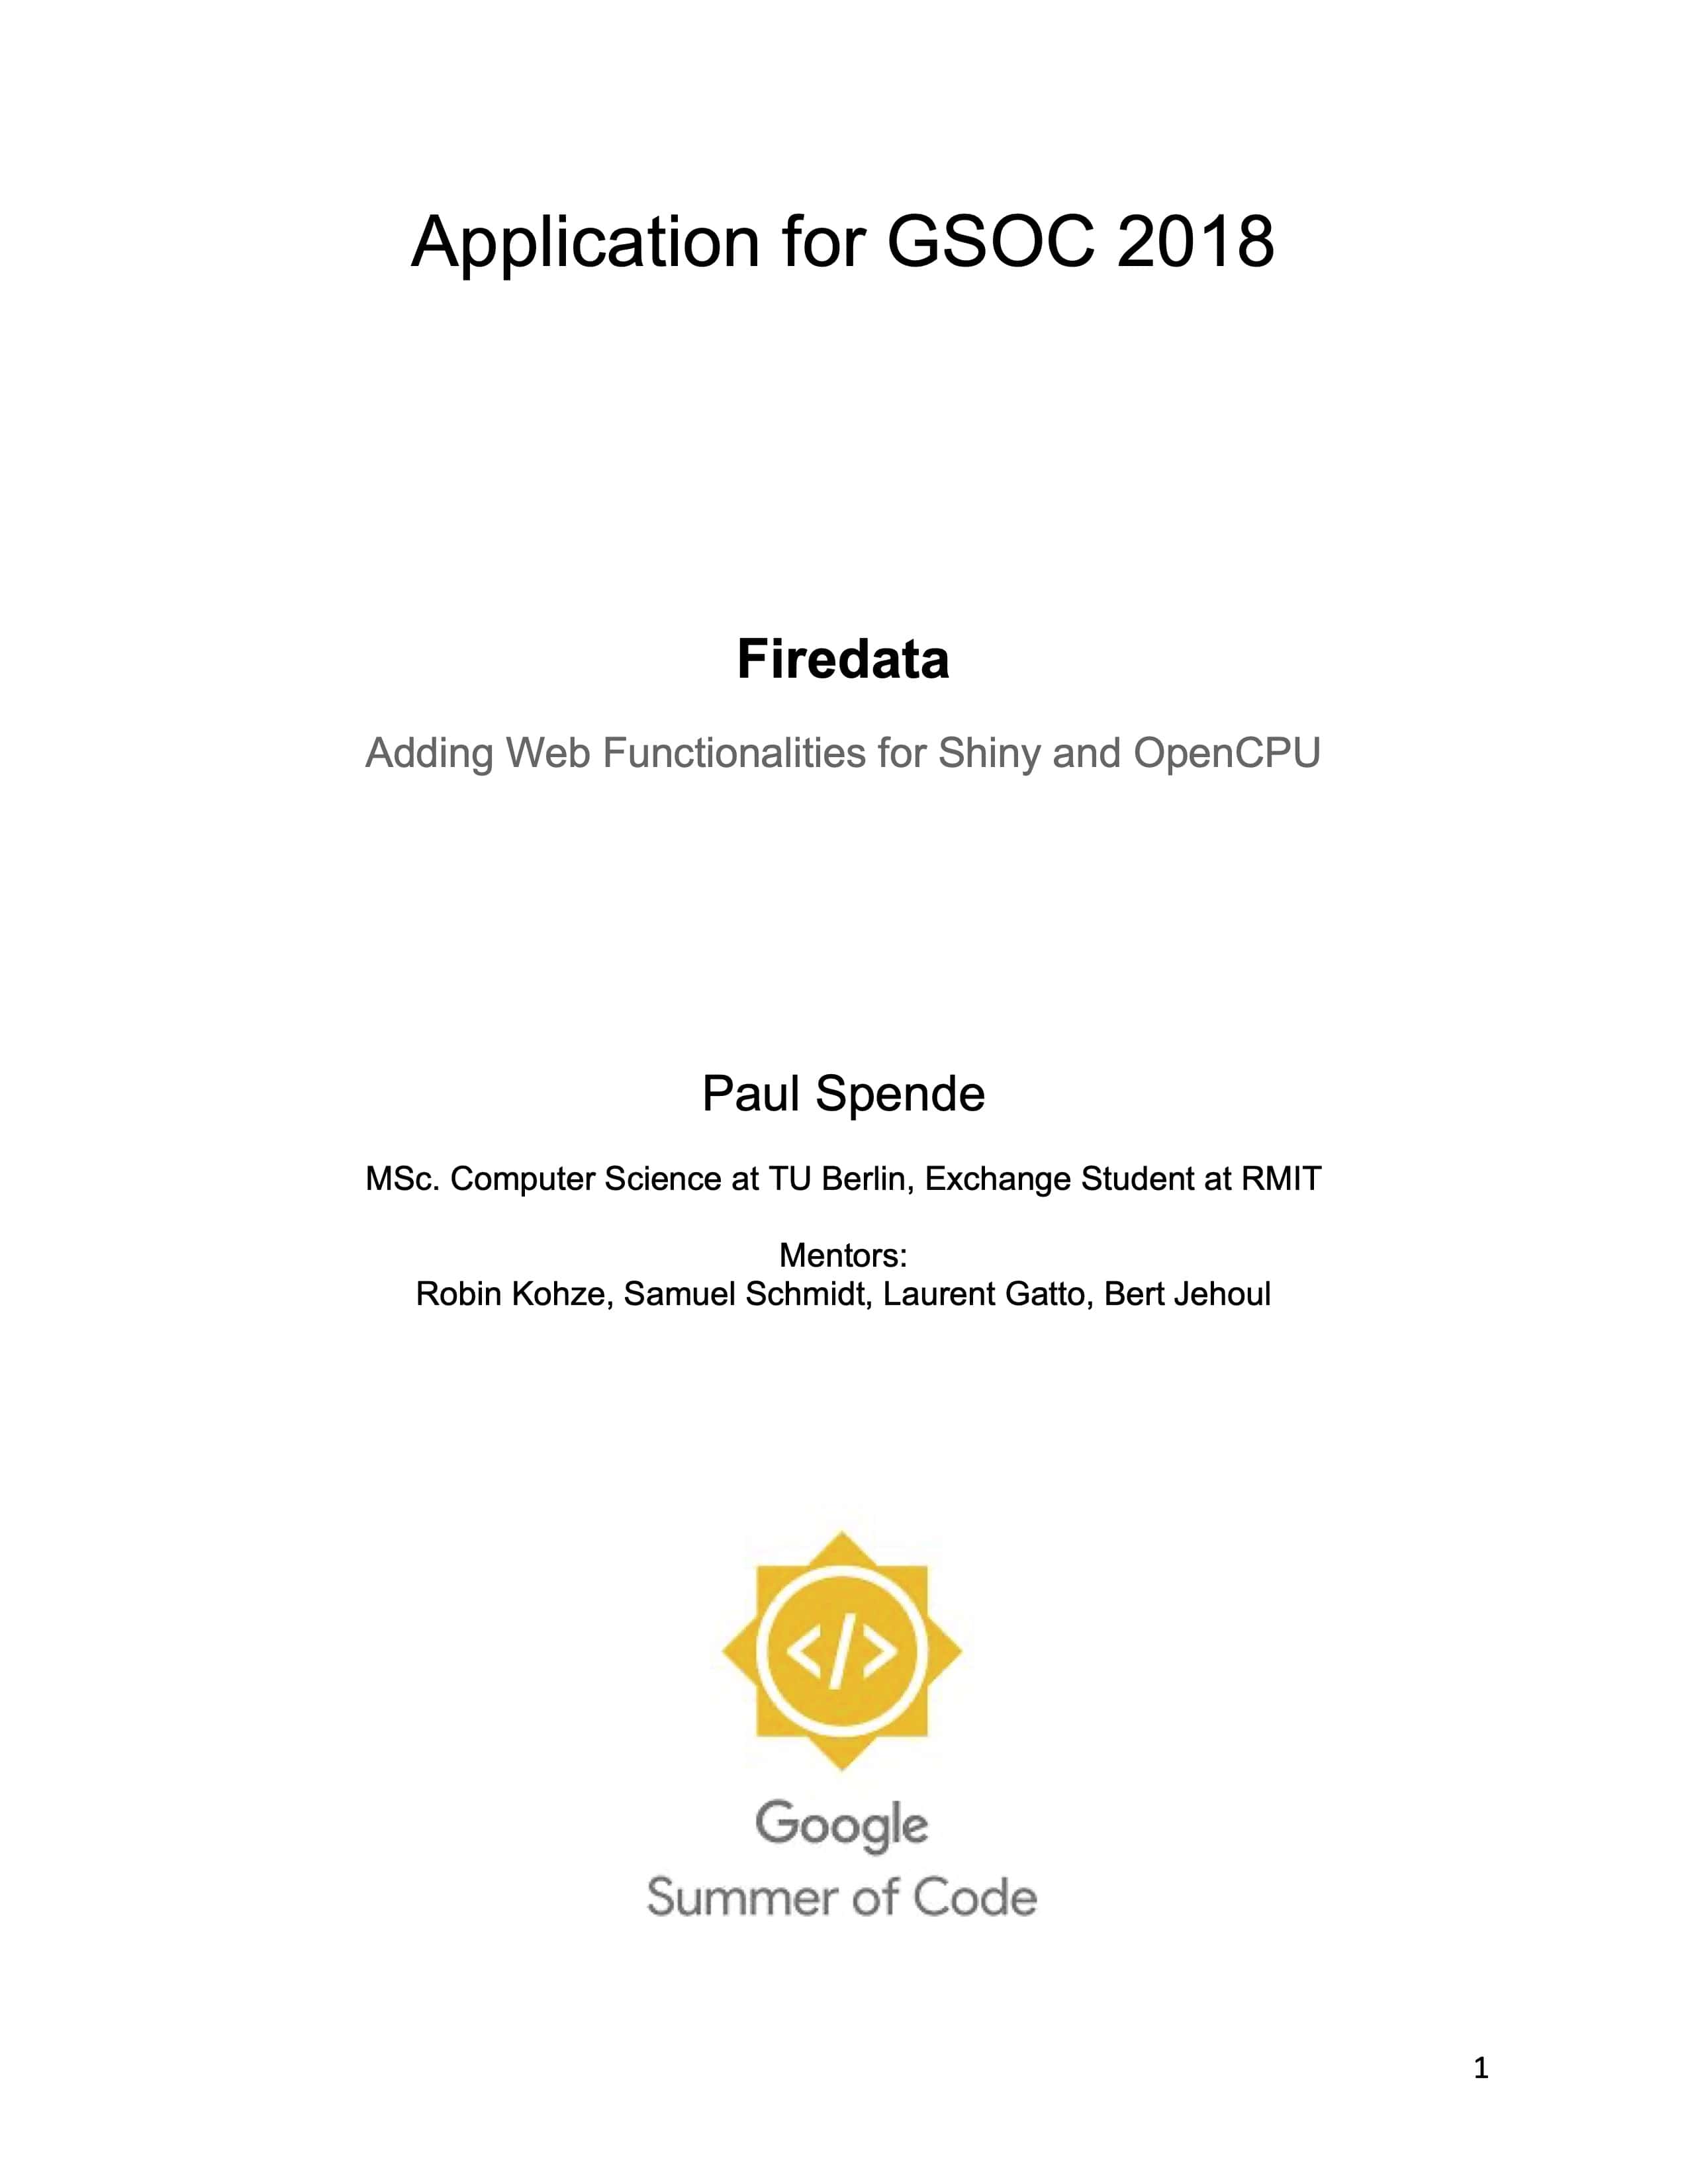 Application for GSOC 2018
Firedata
Adding Web Functionalities for Shiny and OpenCPU
Paul Spende
MSc. Computer Science at TU Berlin, Exchange Student at RMIT
Mentors:
Robin Kohze, Samuel Schmidt, Laurent Gatto, Bert Jehoul
</>
Google
Summer of Code
1